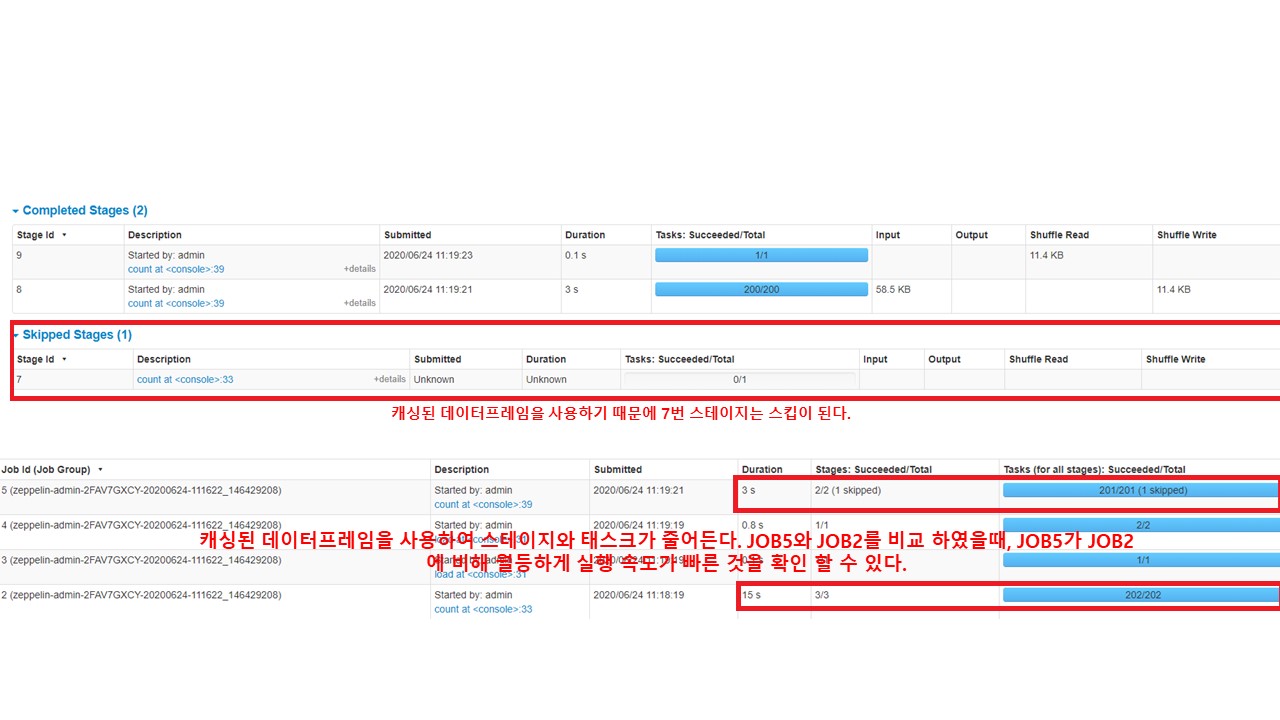 Completed Stages (2)
Stage Id Description Submitted Duration Tasks: Succeeded/Total Input Output Shuffle Read Shuffle Write
9 Started by: admin 2020/06/24 11:19:23 0.1 s 1/1 11.4 KB
count at <console>:39 +details
8 Started by: admin 2020/06/24 11:19:21 3 s 200/200 58.5 KB 11.4 KB
count at <console>:39 +details
Skipped Stages (1)
Stage Id Description Submitted Duration Tasks: Succeeded/Total Input Output Shuffle Read Shuffle Write
7 count at <console>:33 +details Unknown Unknown 0/1
캐싱된 데이터프레임을 사용하기 때문에 7번 스테이지는 스킵이 된다.
Job Id (Job Group) Description Submitted Duration Stages: Succeeded/Total Tasks (for all stages): Succeeded/Total
5 (zeppelin-admin-2FAV7GXCY-20200624-111622_146429208) Started by: admin 2020/06/24 11:19:21 3 s 2/2 (1 skipped) 201/201 (1 skipped)
count at <console>:39
4 (zeppelin-admin-2FAV7GXCY-20200624-111622_146429208) Started by: admin 2020/06/24 11:19:19 0.8 s 1/1 2/2
캐싱된 데이터프레임을 사용하여 스테이지와 태스크가 줄어든다. JOB5와 JOB2를 비교 하였을때, JOB5가 JOB2
3 (zeppelin-admin-2FAV7GXCY-20200624-111622_146429208) 1/1
에 비해 월등하게 실행 속도가 빠른 것을 확인 할 수 있다.
load at <console>:31
2 (zeppelin-admin-2FAV7GXCY-20200624-111622_146429208) Started by: admin 2020/06/24 11:18:19 15 s 3/3 202/202
count at <console>:33